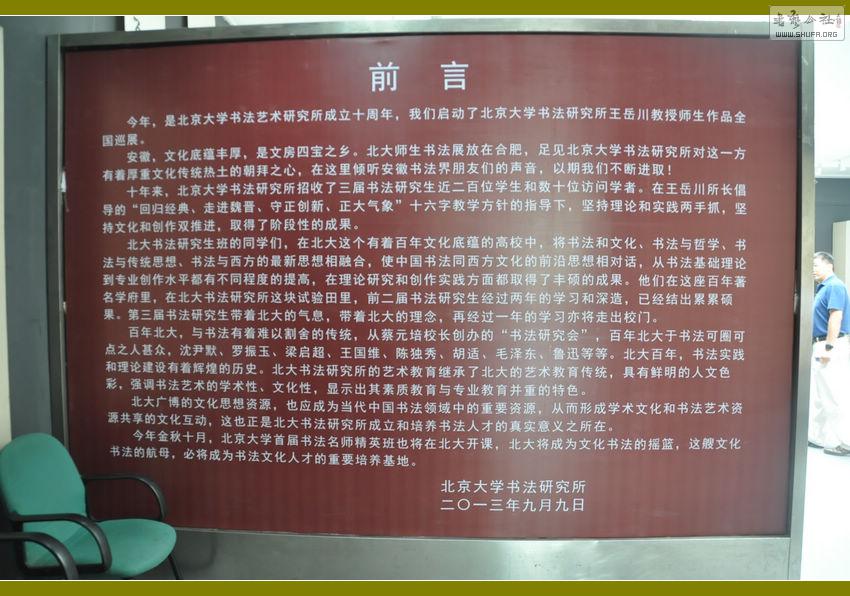 書法公社
WWW.SHUFA.ORG
前 言
今年，是北京大学书法艺术研究所成立十周年，我们启动了北京大学书法研究所王岳川教授师生作品全
国巡展。
安徽，文化底蕴丰厚，是文房四宝之乡。北大师生书法展放在合肥，足见北京大学书法研究所对这一方
有着厚重文化传统热土的朝拜之心，在这里倾听安徽书法界朋友们的声音，以期我们不断进取！
十年来，北京大学书法研究所招收了三届书法研究生近二百位学生和数十位访问学者。在王岳川所长倡
导的“回归经典、走进魏晋、守正创新、正大气象”十六字教学方针的指导下，坚持理论和实践两手抓，坚
持文化和创作双推进，取得了阶段性的成果。
北大书法研究生班的同学们，在北大这个有着百年文化底蕴的高校中，将书法和文化、书法与哲学、书
法与传统思想、书法与西方的最新思想相融合，使中国书法同西方文化的前沿思想相对话，从书法基础理论
到专业创作水平都有不同程度的提高，在理论研究和创作实践方面都取得了丰硕的成果。他们在这座百年著
名学府里，在北大书法研究所这块试验田里，前二届书法研究生经过两年的学习和深造，已经结出累累硕
果。第三届书法研究生带着北大的气息，带着北大的理念，再经过一年的学习亦将走出校门。
百年北大，与书法有着难以割舍的传统，从蔡元培校长创办的“书法研究会”，百年北大于书法可圈可
点之人甚众，沈尹默、罗振玉、梁启超、王国维、陈独秀、胡适、毛泽东、鲁迅等等。北大百年，书法实践
和理论建设有着辉煌的历史。北大书法研究所的艺术教育继承了北大的艺术教育传统，具有鲜明的人文色
彩，强调书法艺术的学术性、文化性，显示出其素质教育与专业教育并重的特色。
北大广博的文化思想资源，也应成为当代中国书法领域中的重要资源，从而形成学术文化和书法艺术资
源共享的文化互动，这也正是北大书法研究所成立和培养书法人才的真实意义之所在。
今年金秋十月，北京大学首届书法名师精英班也将在北大开课，北大将成为文化书法的摇篮，这艘文化
书法的航母，必将成为书法文化人才的重要培养基地。
北京大学书法研究所
二〇一三年九月九日